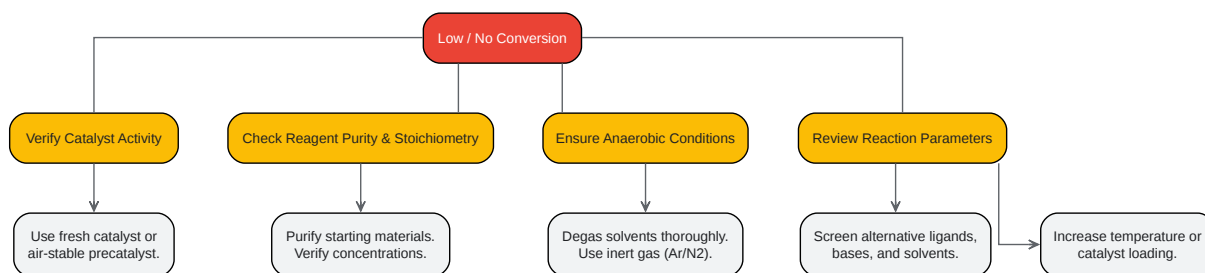 Low / No Conversion
Verify Catalyst Activity
Check Reagent Purity & Stoichiometry
Ensure Anaerobic Conditions
Review Reaction Parameters
Use fresh catalyst or
air-stable precatalyst.
Purify starting materials.
Verify concentrations.
Degas solvents thoroughly.
Use inert gas (Ar/N2).
Screen alternative ligands,
bases, and solvents.
Increase temperature or
catalyst loading.